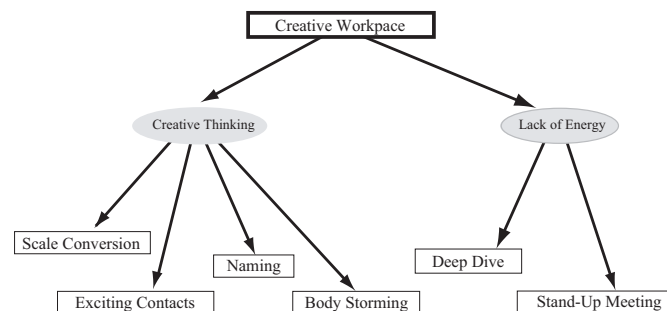 Creative Workpace
Creative Thinking
Lack of Energy
Scale Conversion
Naming
Deep Dive
Exciting Contacts
Body Storming
Stand-Up Meeting